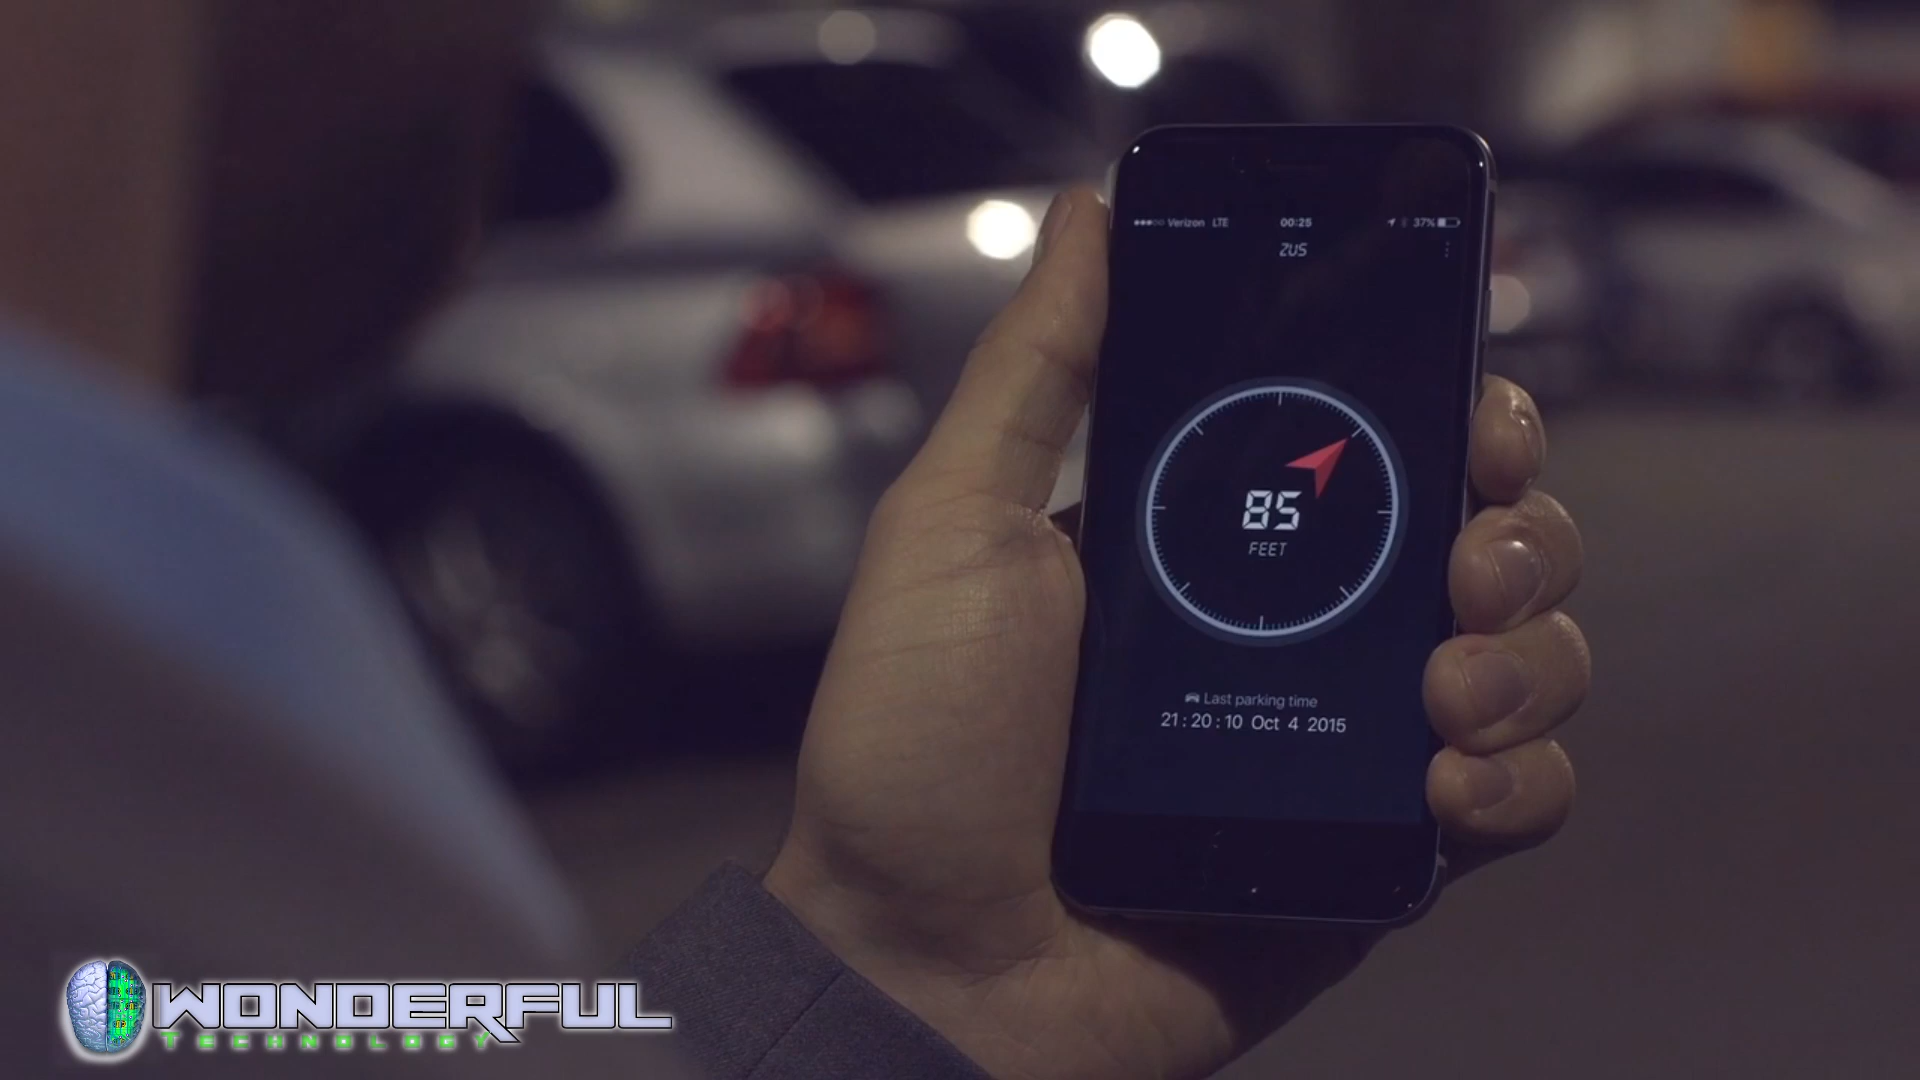 Verizon LTE 00:25 37%
ZUS
85
FEET
Last parking time
21:20:10 Oct 4 2015
WONDERFUL
TECHNOLOGY